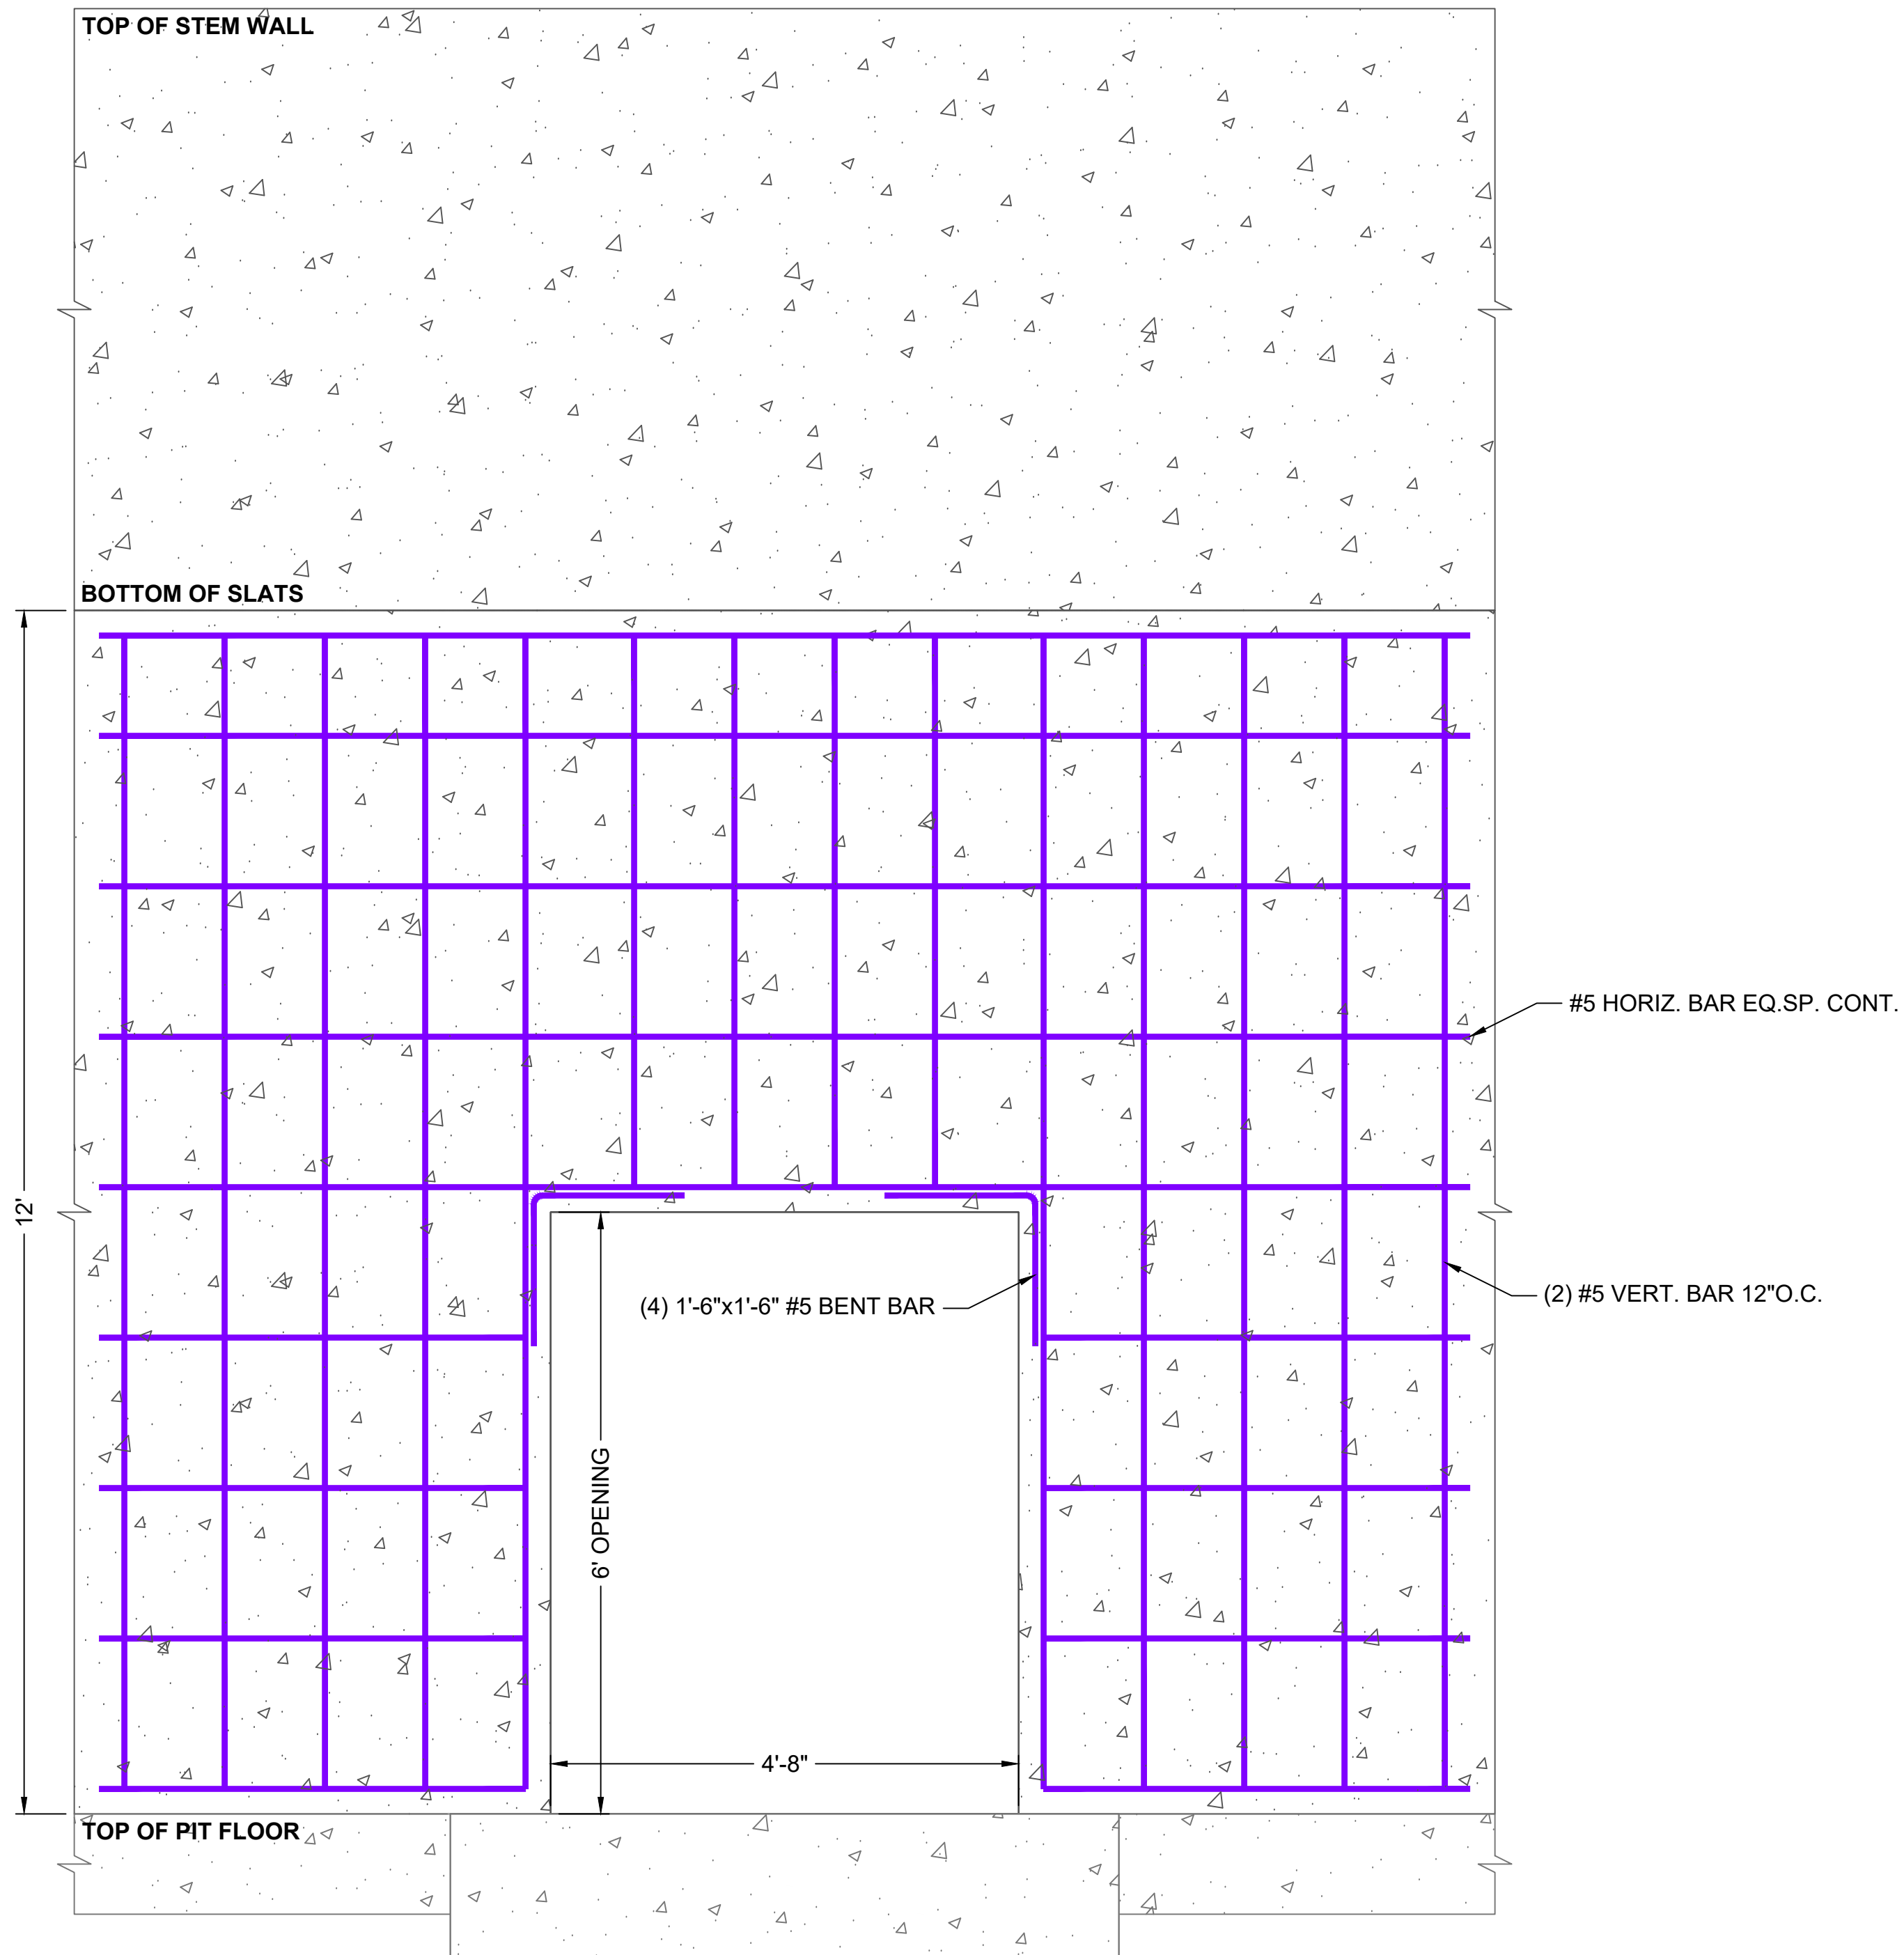 TOP OF STEM WALL
BOTTOM OF SLATS
#5 HORIZ. BAR EQ.SP. CONT.
12'
(2) #5 VERT. BAR 12"O.C.
(4) 1'-6"x1'-6" #5 BENT BAR
6' OPENING
4'-8"
TOP OF PIT FLOOR